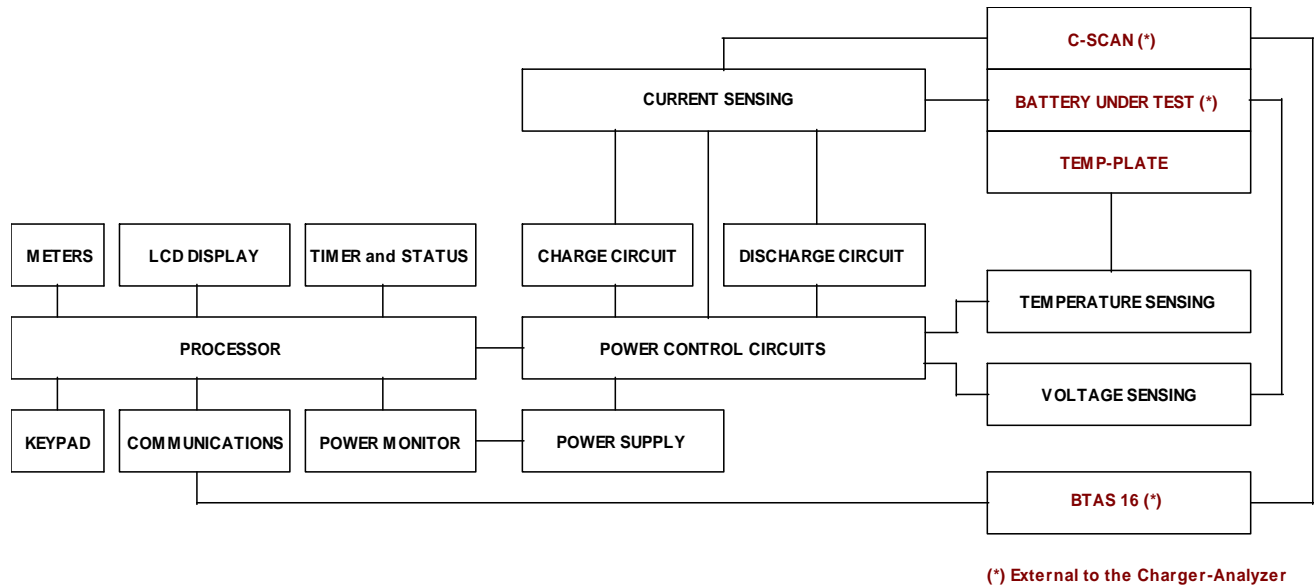 C-SCAN (*)
CURRENT SENSING
BATTERY UNDER TEST (*)
TEMP-PLATE
METERS
LCD DISPLAY
TIMER and STATUS
CHARGE CIRCUIT
DISCHARGE CIRCUIT
TEMPERATURE SENSING
PROCESSOR
POWER CONTROL CIRCUITS
VOLTAGE SENSING
KEYPAD
COMMUNICATIONS
POWER MONITOR
POWER SUPPLY
BTAS 16 (*)
(*) External to the Charger-Analyzer